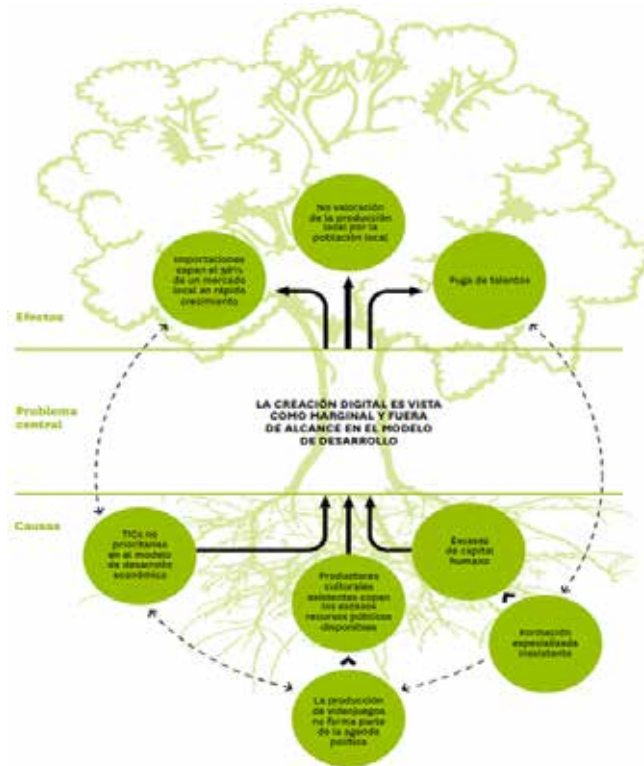 No valoración
de la producción
local por la
población local
Importaciones
copan el 98%
de un mercado
local en rápido
crecimiento
Fuga de talentos
Efectos
Problema
central
LA CREACIÓN DIGITAL ES VISTA
COMO MARGINAL Y FUERA
DE ALCANCE EN EL MODELO
DE DESARROLLO
Causas
TICs no
prioritarias
en el modelo
de desarrollo
económico
Productores
culturales
existentes copan
los escasos
recursos públicos
disponibles
capital
humano
Formación
especializada
inexistente
La producción
de videojuegos
no forma parte
de la agenda
política